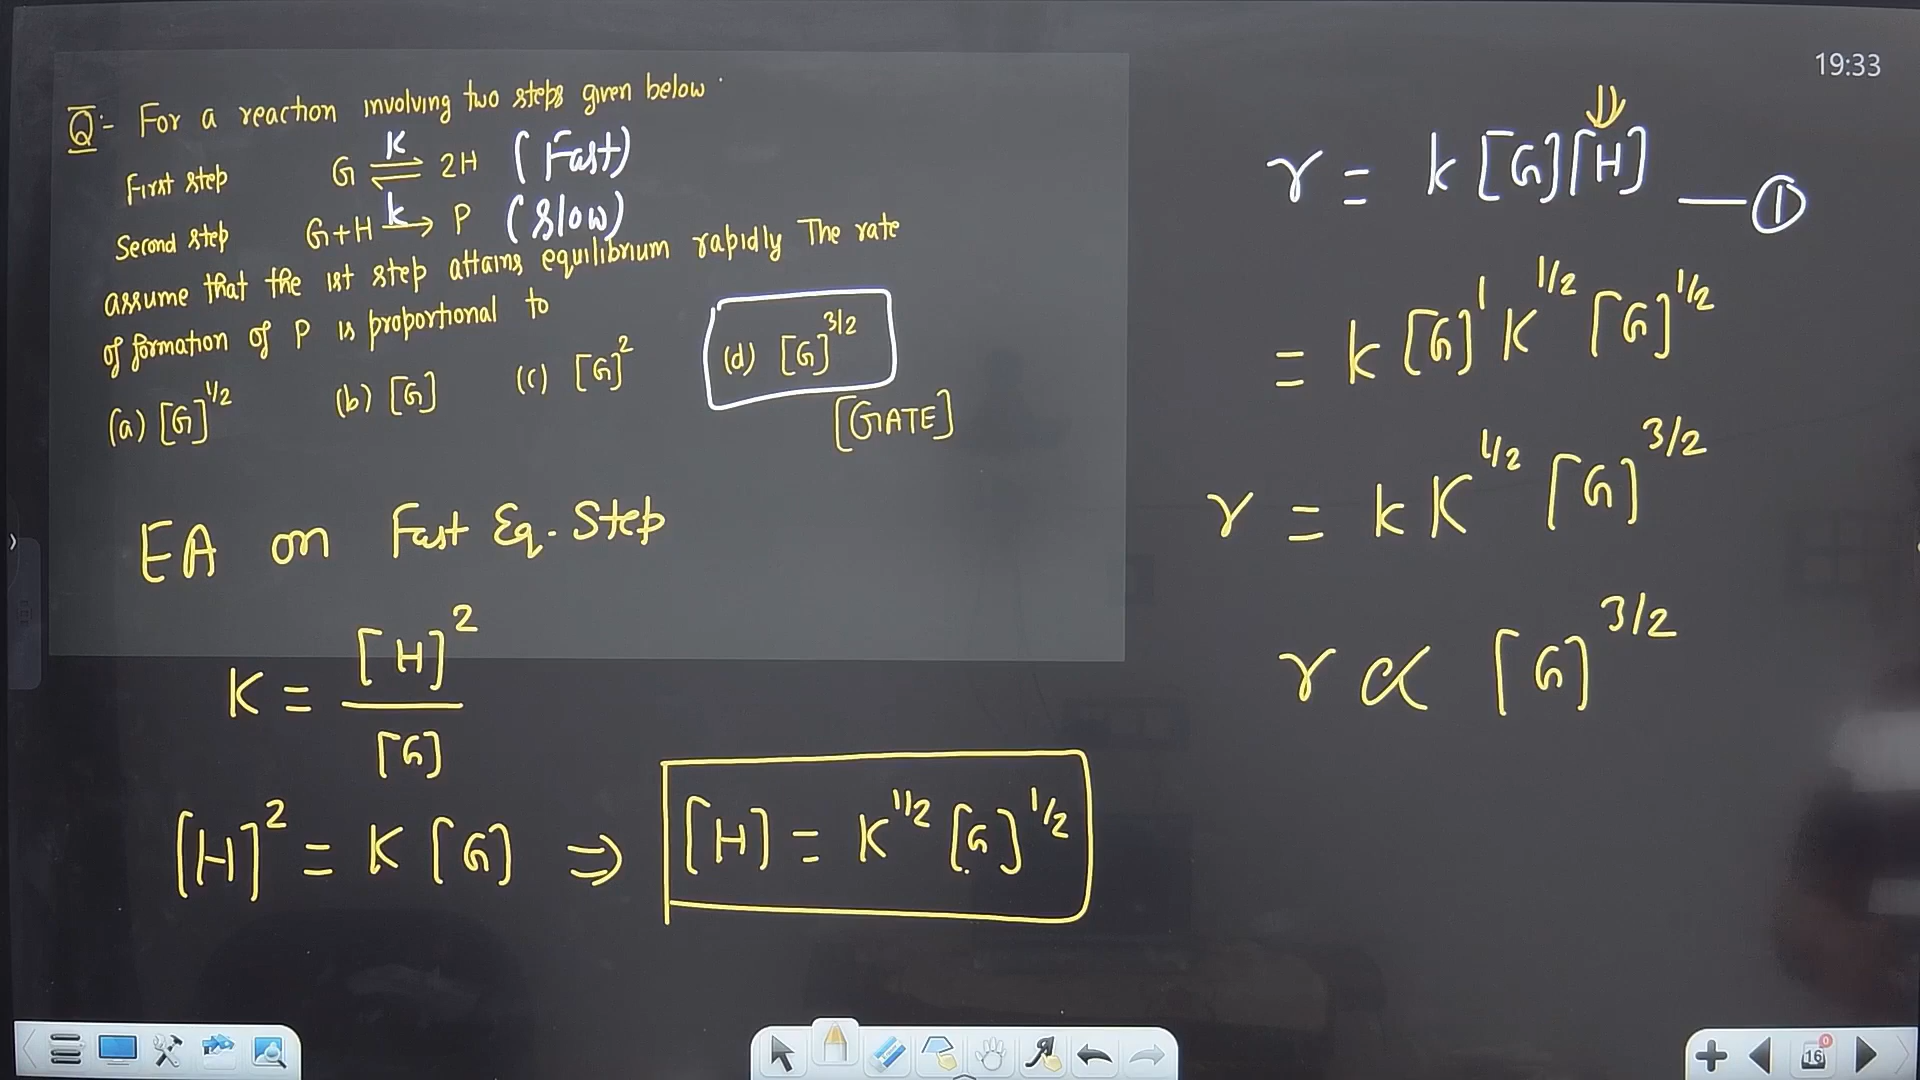 19:33
Q:- For a reaction involving two steps given below.
First step G ⇌ 2H (Fast)
K
Second step G+H → P (slow)
k
assume that the 1st step attains equilibrium rapidly The rate
of formation of P is proportional to
(a) [G]^1/2 (b) [G] (c) [G]^2 (d) [G]^3/2
[GATE]
EA on Fast Eq. Step
K = [H]^2 / [G]
[H]^2 = K [G] ⇒ [H] = K^1/2 [G]^1/2
r = k [G][H] — ①
= k [G]^1 K^1/2 [G]^1/2
r = k K^1/2 [G]^3/2
r ∝ [G]^3/2
16
0